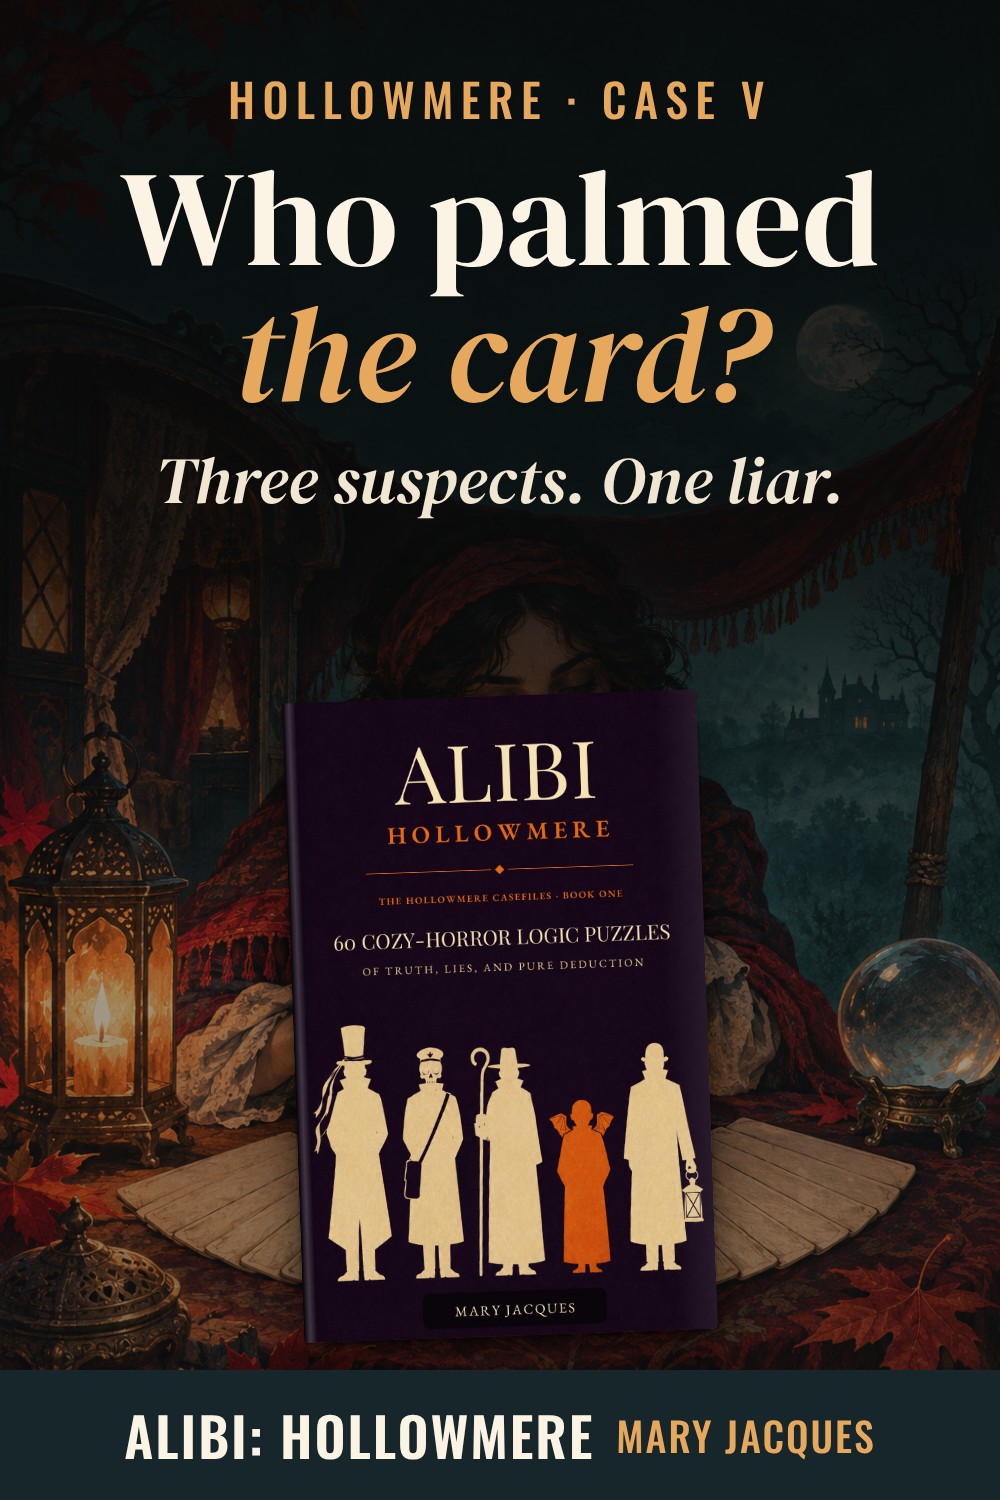 HOLLOWMERE · CASE V
Who palmed
the card?
Three suspects. One liar.
ALIBI
HOLLOWMERE
THE HOLLOWMERE CASEFILES · BOOK ONE
60 COZY-HORROR LOGIC PUZZLES
OF TRUTH, LIES, AND PURE DEDUCTION
MARY JACQUES
ALIBI: HOLLOWMERE MARY JACQUES